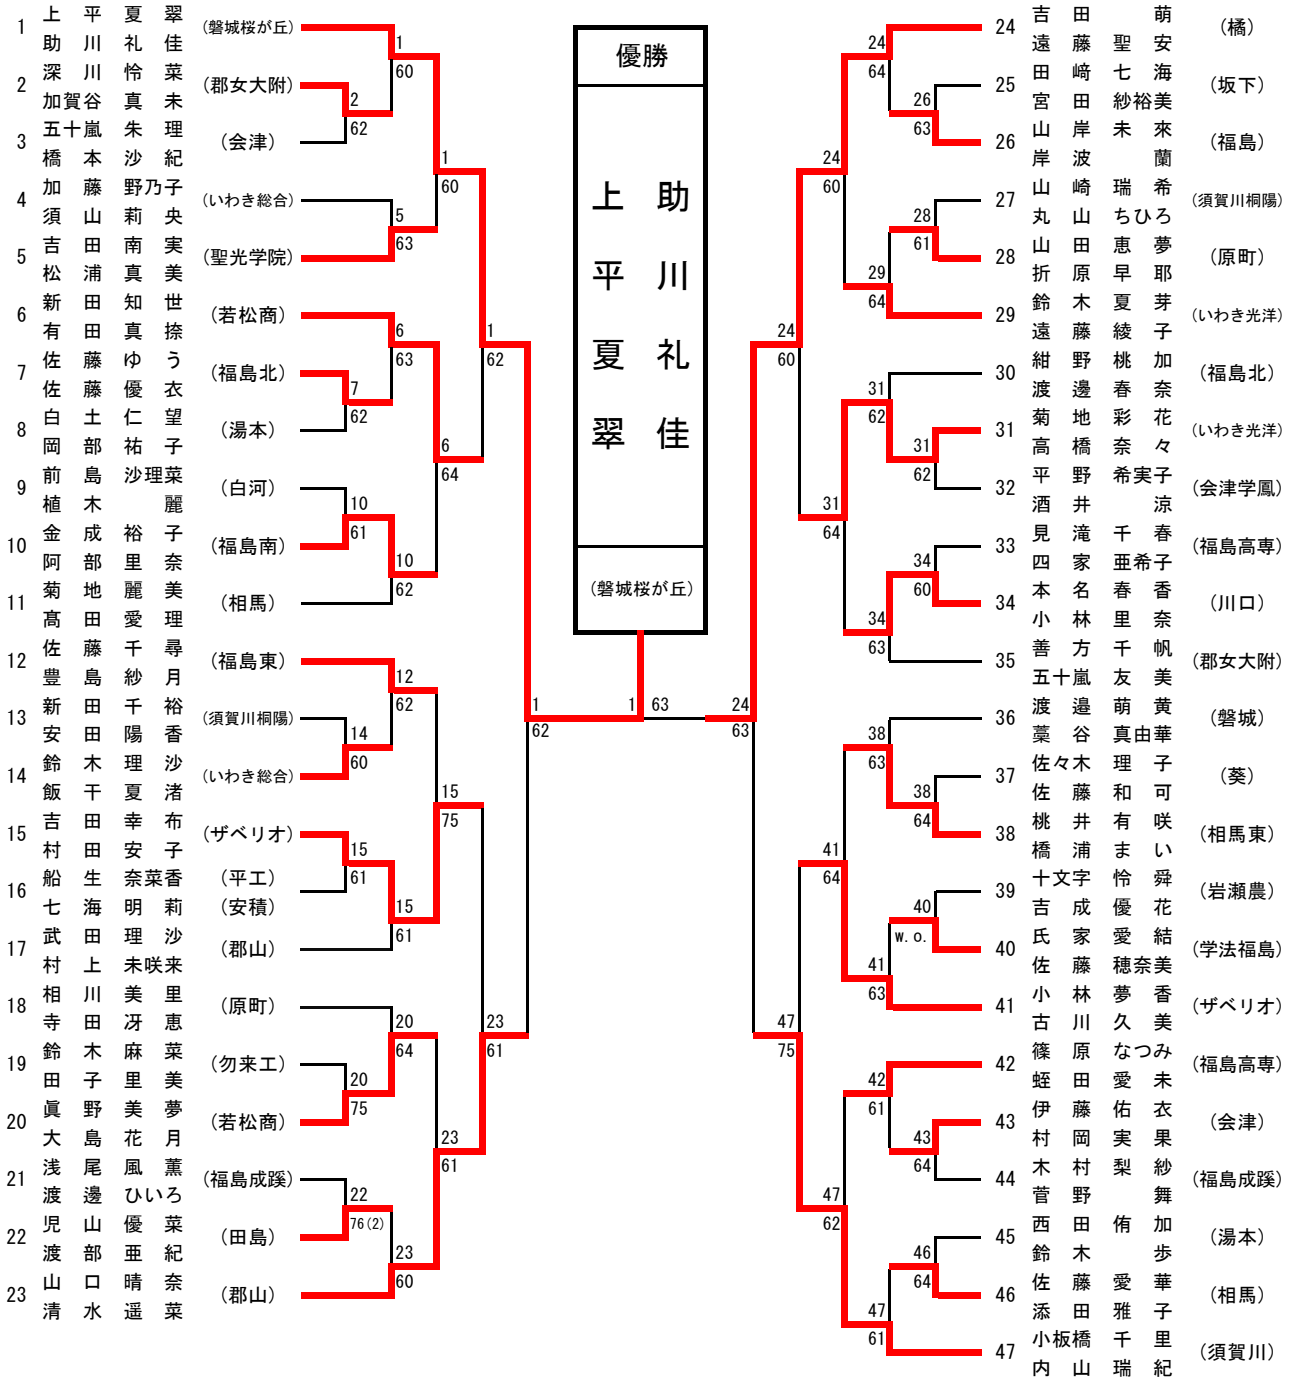 1 上平夏翠 (磐城桜が丘)
助川礼佳
2 深川怜菜 (郡女大附)
加賀谷真未
3 五十嵐朱理 (会津)
橋本沙紀
4 加藤野乃子 (いわき総合)
須山莉央
5 吉田南実 (聖光学院)
松浦真美
6 新田知世 (若松商)
有田真捺
7 佐藤ゆう (福島北)
佐藤優衣
8 白土仁望 (湯本)
岡部祐子
9 前島沙理菜 (白河)
植木麗
10 金成裕子 (福島南)
阿部里奈
11 菊地麗美 (相馬)
髙田愛理
12 佐藤千尋 (福島東)
豊島紗月
13 新田千裕 (須賀川桐陽)
安田陽香
14 鈴木理沙 (いわき総合)
飯干夏渚
15 吉田幸布 (ザベリオ)
村田安子
16 船生奈菜香 (平工)
七海明莉 (安積)
17 武田理沙 (郡山)
村上未咲来
18 相川美里 (原町)
寺田冴恵
19 鈴木麻菜 (勿来工)
田子里美
20 眞野美夢 (若松商)
大島花月
21 浅尾風薫 (福島成蹊)
渡邊ひいろ
22 児山優菜 (田島)
渡部亜紀
23 山口晴奈 (郡山)
清水遥菜
1
60
2
62
5
63
1
60
6
63
7
62
10
61
10
62
6
64
1
62
12
62
14
60
15
61
15
61
15
75
20
64
20
75
22
76(2)
23
60
23
61
23
61
1
62
優勝
上平夏翠
助川礼佳
(磐城桜が丘)
1 63
24
63
24
64
26
63
24
60
28
61
29
64
24
60
31
62
31
62
31
64
34
60
34
63
38
63
38
64
41
64
40
w.o.
41
63
47
75
42
61
43
64
47
62
46
64
47
61
24 吉田萌 (橘)
遠藤聖安
25 田﨑七海 (坂下)
宮田紗裕美
26 山岸未來 (福島)
岸波蘭
27 山崎瑞希 (須賀川桐陽)
丸山ちひろ
28 山田恵夢 (原町)
折原早耶
29 鈴木夏芽 (いわき光洋)
遠藤綾子
30 紺野桃加 (福島北)
渡邊春奈
31 菊地彩花 (いわき光洋)
高橋奈々
32 平野希実子 (会津学鳳)
酒井涼
33 見滝千春 (福島高専)
四家亜希子
34 本名春香 (川口)
小林里奈
35 善方千帆 (郡女大附)
五十嵐友美
36 渡邉萌黄 (磐城)
藁谷真由華
37 佐々木理子 (葵)
佐藤和可
38 桃井有咲 (相馬東)
橋浦まい
39 十文字怜舜 (岩瀬農)
吉成優花
40 氏家愛結 (学法福島)
佐藤穂奈美
41 小林夢香 (ザベリオ)
古川久美
42 篠原なつみ (福島高専)
蛭田愛未
43 伊藤佑衣 (会津)
村岡実果
44 木村梨紗 (福島成蹊)
菅野舞
45 西田侑加 (湯本)
鈴木歩
46 佐藤愛華 (相馬)
添田雅子
47 小板橋千里 (須賀川)
内山瑞紀